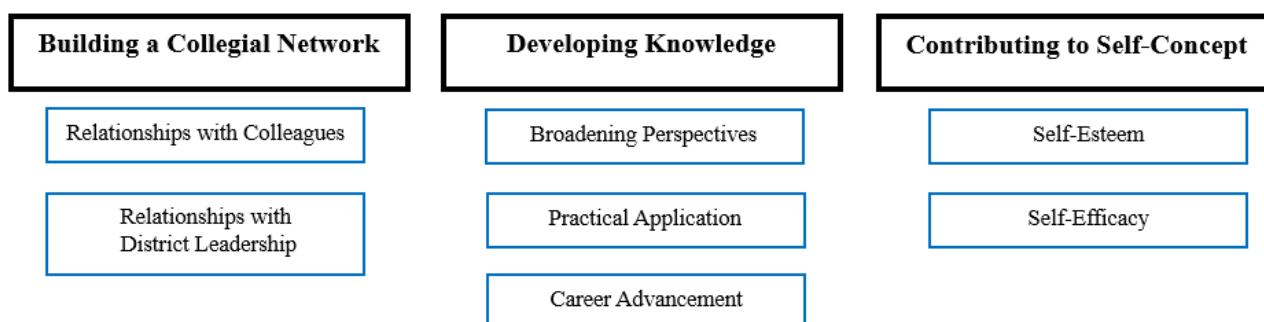 Building a Collegial Network
Relationships with Colleagues
Relationships with
District Leadership
Developing Knowledge
Broadening Perspectives
Practical Application
Career Advancement
Contributing to Self-Concept
Self-Esteem
Self-Efficacy